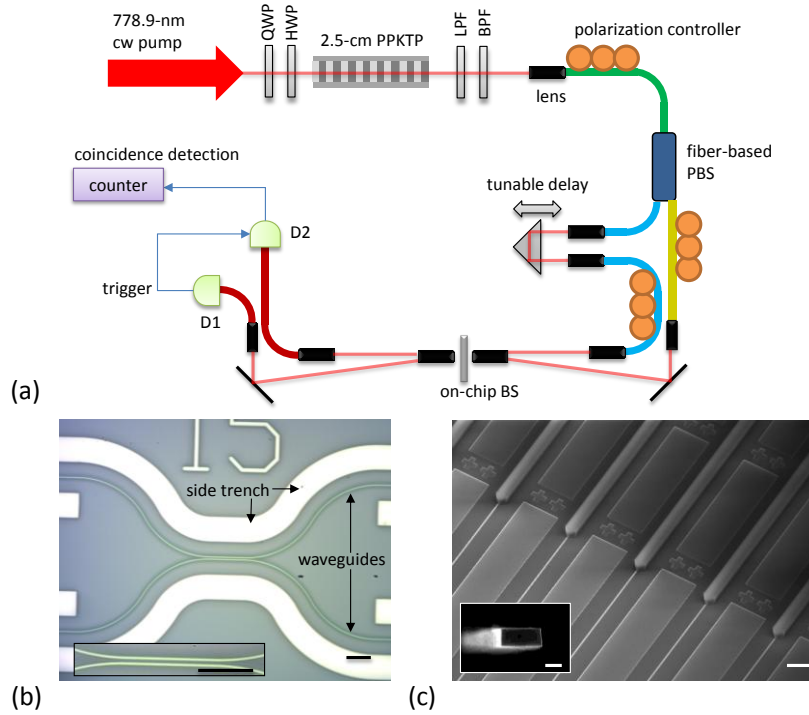 778.9-nm
cw pump
QWP
HWP
2.5-cm PPKTP
LPF
BPF
polarization controller
lens
fiber-based
PBS
tunable delay
coincidence detection
counter
D2
trigger
D1
on-chip BS
(a)
15
side trench
waveguides
(b)
(c)